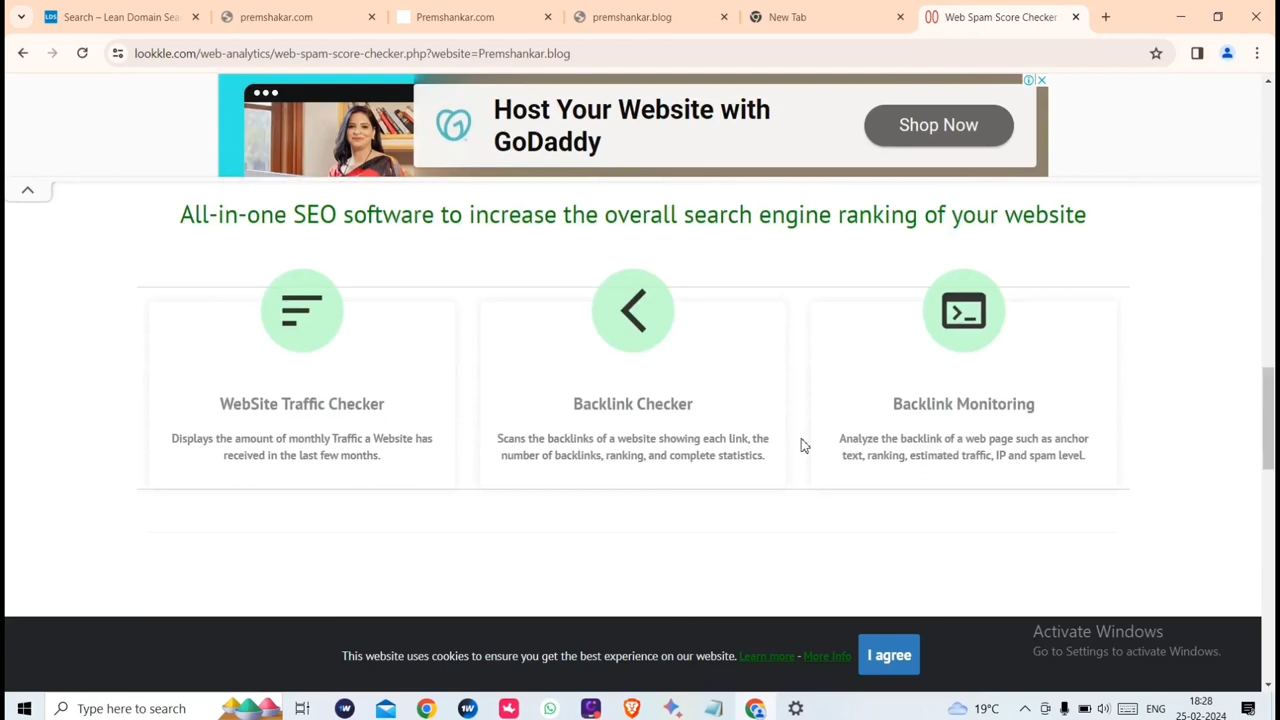 Search – Lean Domain Sea
premshakar.com
Premshankar.com
premshankar.blog
New Tab
Web Spam Score Checker
lookkle.com/web-analytics/web-spam-score-checker.php?website=Premshankar.blog
Host Your Website with
GoDaddy
Shop Now
All-in-one SEO software to increase the overall search engine ranking of your website
WebSite Traffic Checker
Displays the amount of monthly Traffic a Website has
received in the last few months.
Backlink Checker
Scans the backlinks of a website showing each link, the
number of backlinks, ranking, and complete statistics.
Backlink Monitoring
Analyze the backlink of a web page such as anchor
text, ranking, estimated traffic, IP and spam level.
This website uses cookies to ensure you get the best experience on our website. Learn more - More Info
I agree
Activate Windows
Go to Settings to activate Windows.
Type here to search
19°C
ENG
18:28
25-02-2024